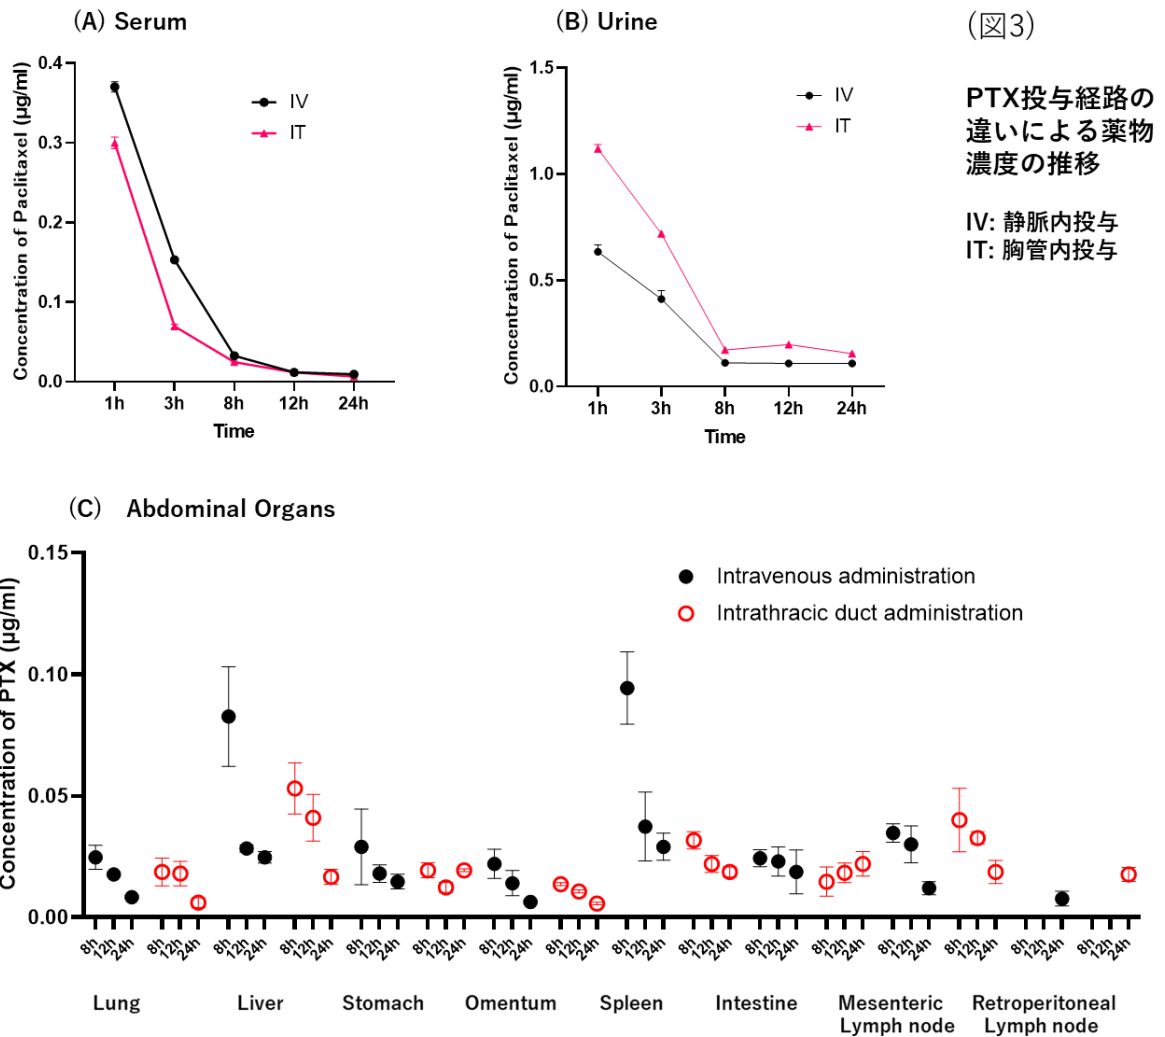 (A) Serum
Concentration of Paclitaxel (μg/ml)
0.4
0.3
0.2
0.1
0.0
1h 3h 8h 12h 24h
Time
IV
IT
(B) Urine
Concentration of Paclitaxel (μg/ml)
1.5
1.0
0.5
0.0
1h 3h 8h 12h 24h
Time
IV
IT
(図3)
PTX投与経路の
違いによる薬物
濃度の推移
IV: 静脈内投与
IT: 胸管内投与
(C) Abdominal Organs
Concentration of PTX (μg/ml)
0.15
0.10
0.05
0.00
Intravenous administration
Intrathracic duct administration
8h 12h 24h 8h 12h 24h 8h 12h 24h 8h 12h 24h 8h 12h 24h 8h 12h 24h 8h 12h 24h 8h 12h 24h 8h 12h 24h 8h 12h 24h 8h 12h 24h 8h 12h 24h 8h 12h 24h 8h 12h 24h 8h 12h 24h 8h 12h 24h
Lung Liver Stomach Omentum Spleen Intestine Mesenteric Retroperitoneal
Lymph node Lymph node